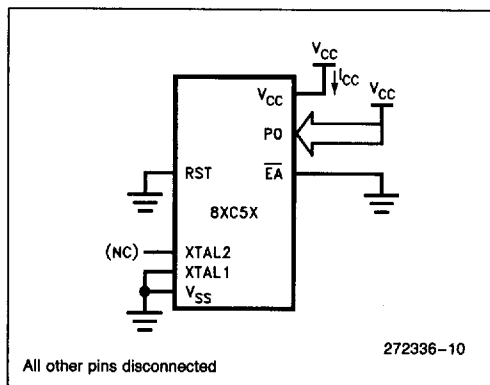 VCC
ICC
VCC
VCC
P0
RST
EA
8XC5X
(NC)
XTAL2
XTAL1
VSS
272336-10
All other pins disconnected